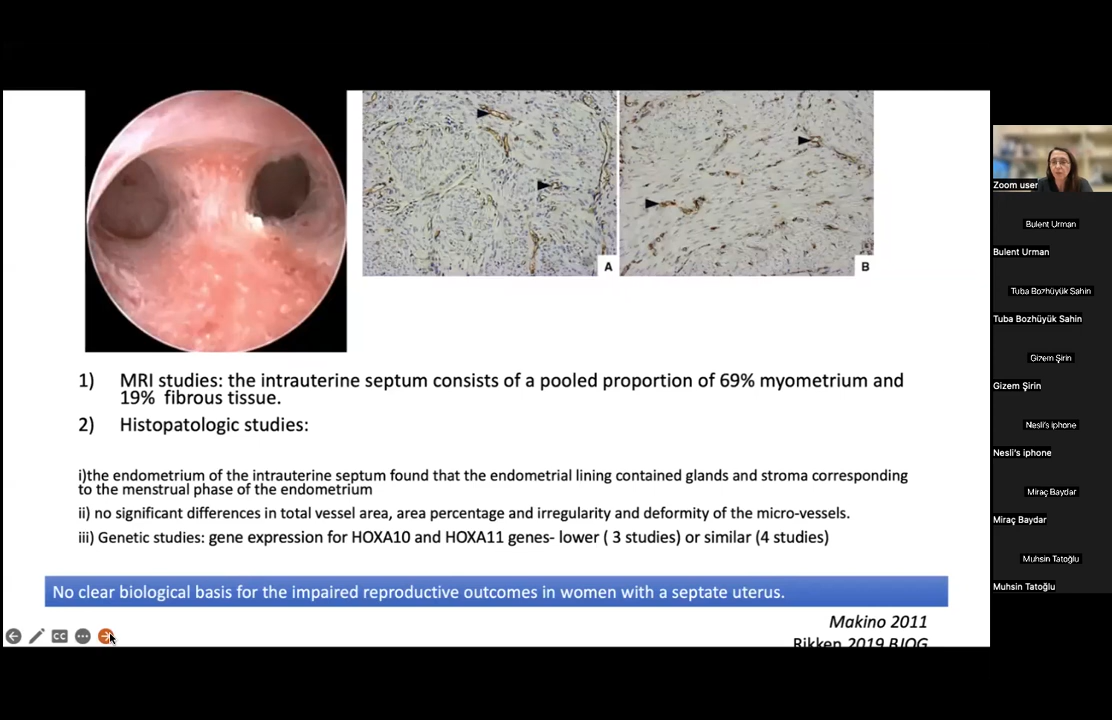 A
B
1) MRI studies: the intrauterine septum consists of a pooled proportion of 69% myometrium and
19% fibrous tissue.
2) Histopatologic studies:
i)the endometrium of the intrauterine septum found that the endometrial lining contained glands and stroma corresponding
to the menstrual phase of the endometrium
ii) no significant differences in total vessel area, area percentage and irregularity and deformity of the micro-vessels.
iii) Genetic studies: gene expression for HOXA10 and HOXA11 genes- lower ( 3 studies) or similar (4 studies)
No clear biological basis for the impaired reproductive outcomes in women with a septate uterus.
Makino 2011
Rikken 2019 BJOG
CC
Zoom user
Bulent Urman
Bulent Urman
Tuba Bozhüyük Sahin
Tuba Bozhüyük Sahin
Gizem Şirin
Gizem Şirin
Nesli's iphone
Nesli's iphone
Miraç Baydar
Miraç Baydar
Muhsin Tatoğlu
Muhsin Tatoğlu